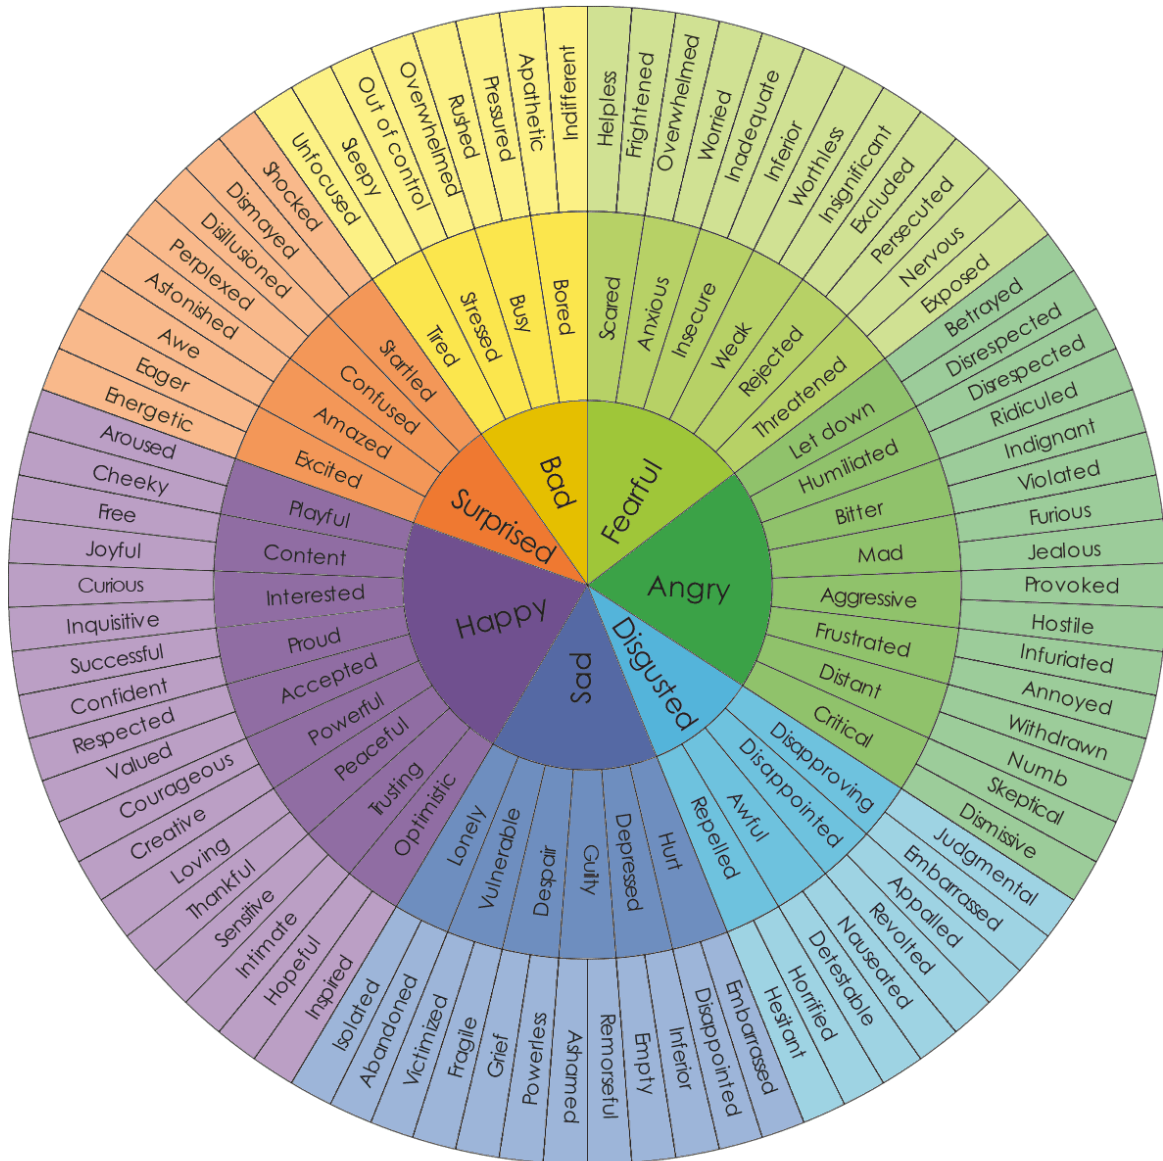 Fearful
Angry
Disgusted
Sad
Happy
Surprised
Bad
Scared
Anxious
Insecure
Weak
Rejected
Threatened
Let down
Humiliated
Bitter
Mad
Aggressive
Frustrated
Distant
Critical
Disapproving
Disappointed
Awful
Repelled
Hurt
Depressed
Guilty
Despair
Vulnerable
Lonely
Optimistic
Trusting
Peaceful
Powerful
Accepted
Proud
Interested
Content
Playful
Excited
Amazed
Confused
Startled
Tired
Stressed
Busy
Bored
Helpless
Frightened
Overwhelmed
Worried
Inadequate
Inferior
Worthless
Insignificant
Excluded
Persecuted
Nervous
Exposed
Betrayed
Disrespected
Disrespected
Ridiculed
Indignant
Violated
Furious
Jealous
Provoked
Hostile
Infuriated
Annoyed
Withdrawn
Numb
Skeptical
Dismissive
Judgmental
Embarrassed
Appalled
Revolted
Nauseated
Detestable
Horrified
Hesitant
Embarrassed
Disappointed
Inferior
Empty
Remorseful
Ashamed
Powerless
Grief
Fragile
Victimized
Abandoned
Isolated
Inspired
Hopeful
Intimate
Sensitive
Thankful
Loving
Creative
Courageous
Valued
Respected
Confident
Successful
Inquisitive
Curious
Joyful
Free
Cheeky
Aroused
Energetic
Eager
Awe
Astonished
Perplexed
Disillusioned
Dismayed
Shocked
Unfocused
Sleepy
Out of control
Overwhelmed
Rushed
Pressured
Apathetic
Indifferent